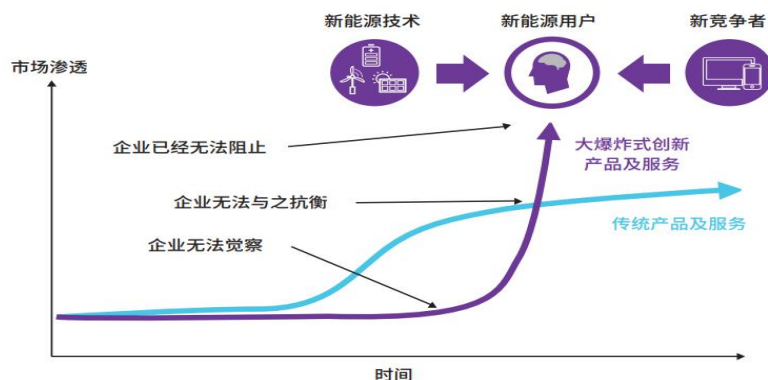 新能源技术
新能源用户
新竞争者
市场渗透
企业已经无法阻止
大爆炸式创新
产品及服务
企业无法与之抗衡
传统产品及服务
企业无法觉察
时间